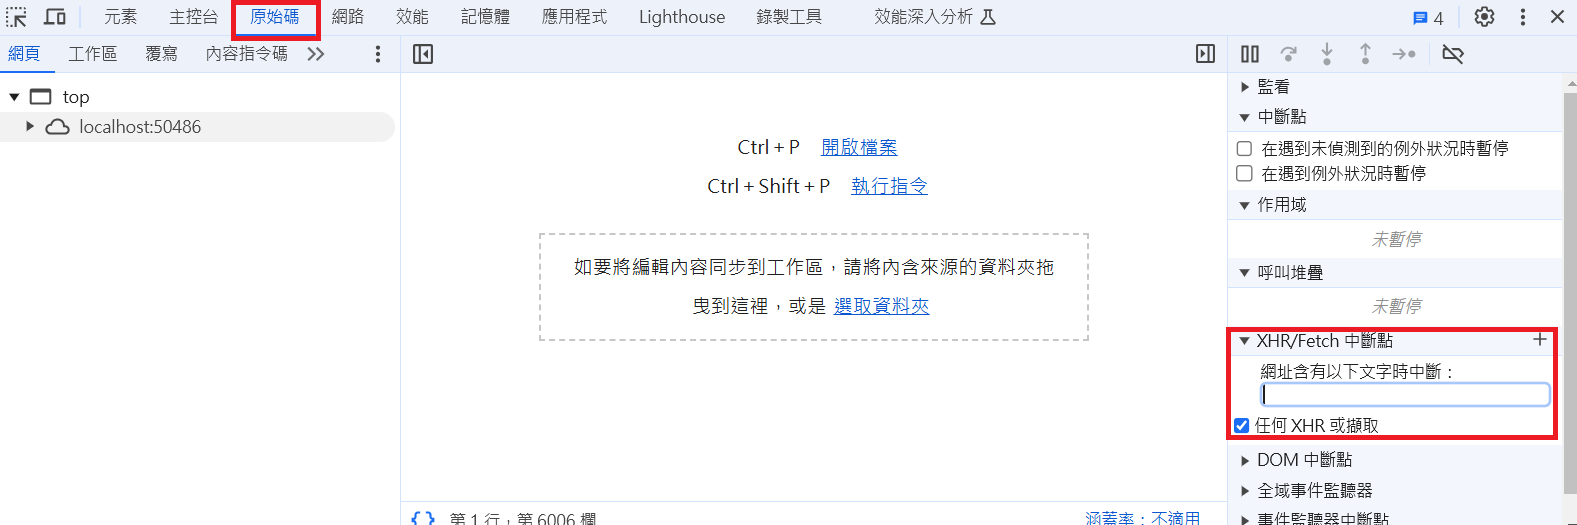 元素 主控台 原始碼 網路 效能 記憶體 應用程式 Lighthouse 錄製工具 效能深入分析 4
網頁 工作區 覆寫 內容指令碼
top
localhost:50486
Ctrl + P 開啟檔案
Ctrl + Shift + P 執行指令
如要將編輯內容同步到工作區，請將內含來源的資料夾拖
曳到這裡，或是 選取資料夾
{ } 第 1 行，第 6006 欄 涵蓋率：不適用
監看
中斷點
在遇到未偵測到的例外狀況時暫停
在遇到例外狀況時暫停
作用域
未暫停
呼叫堆疊
未暫停
XHR/Fetch 中斷點 +
網址含有以下文字時中斷：
任何 XHR 或擷取
DOM 中斷點
全域事件監聽器
事件監聽器中斷點